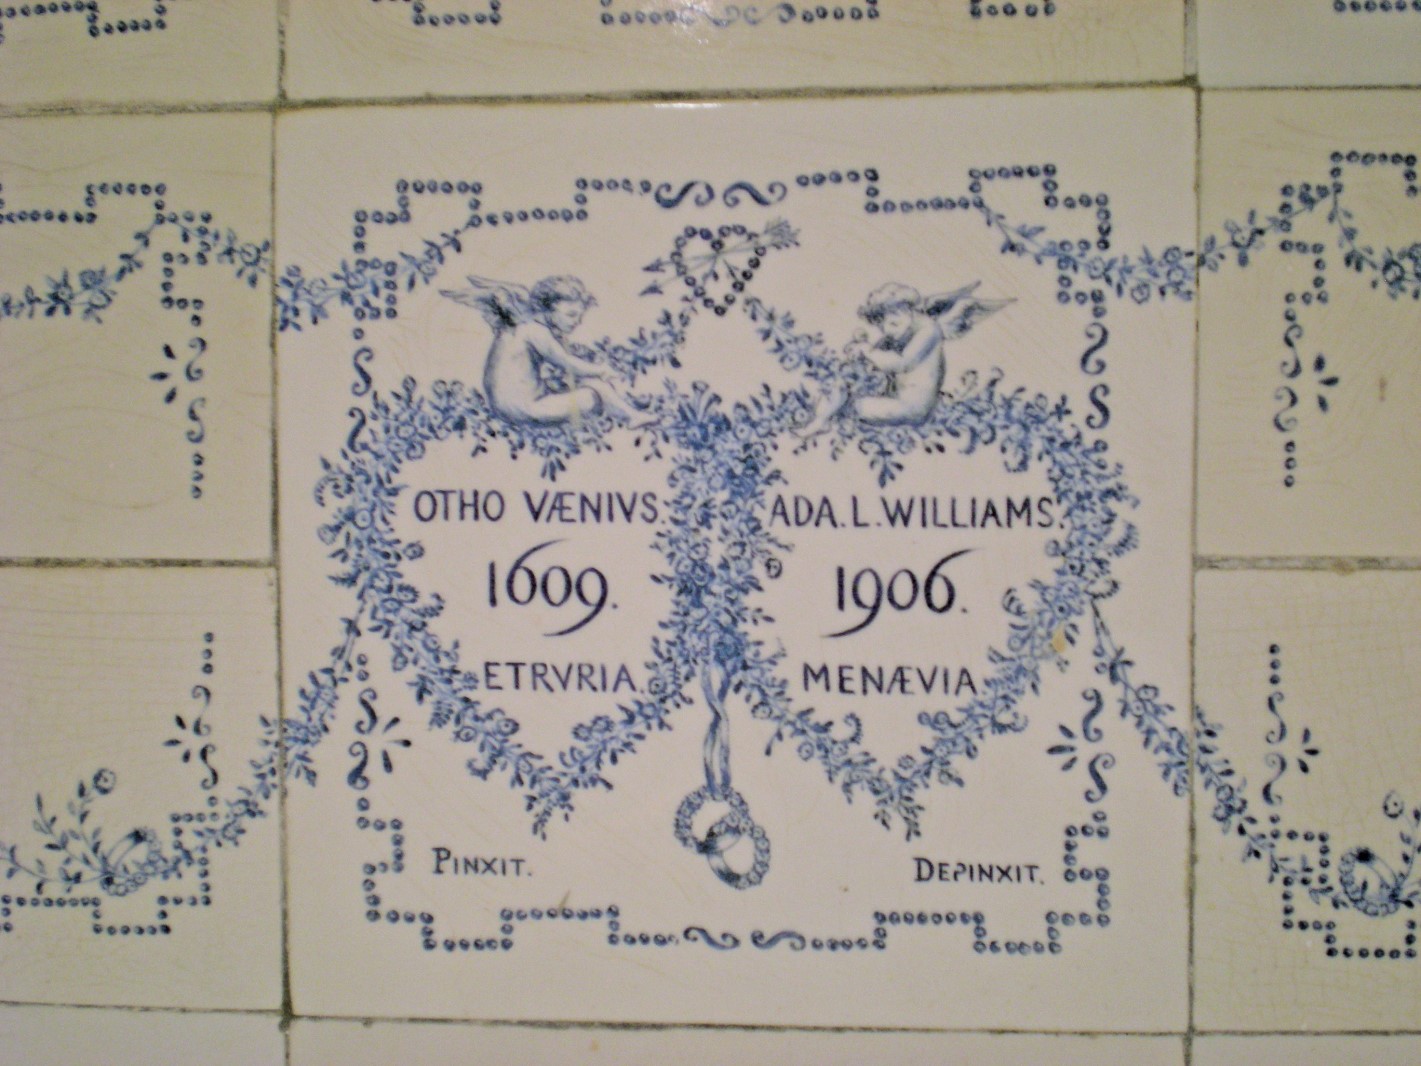 OTHO VÆNIVS.
1609.
ETRVRIA.
ADA.L.WILLIAMS.
1906.
MENÆVIA
PINXIT.
DEPINXIT.